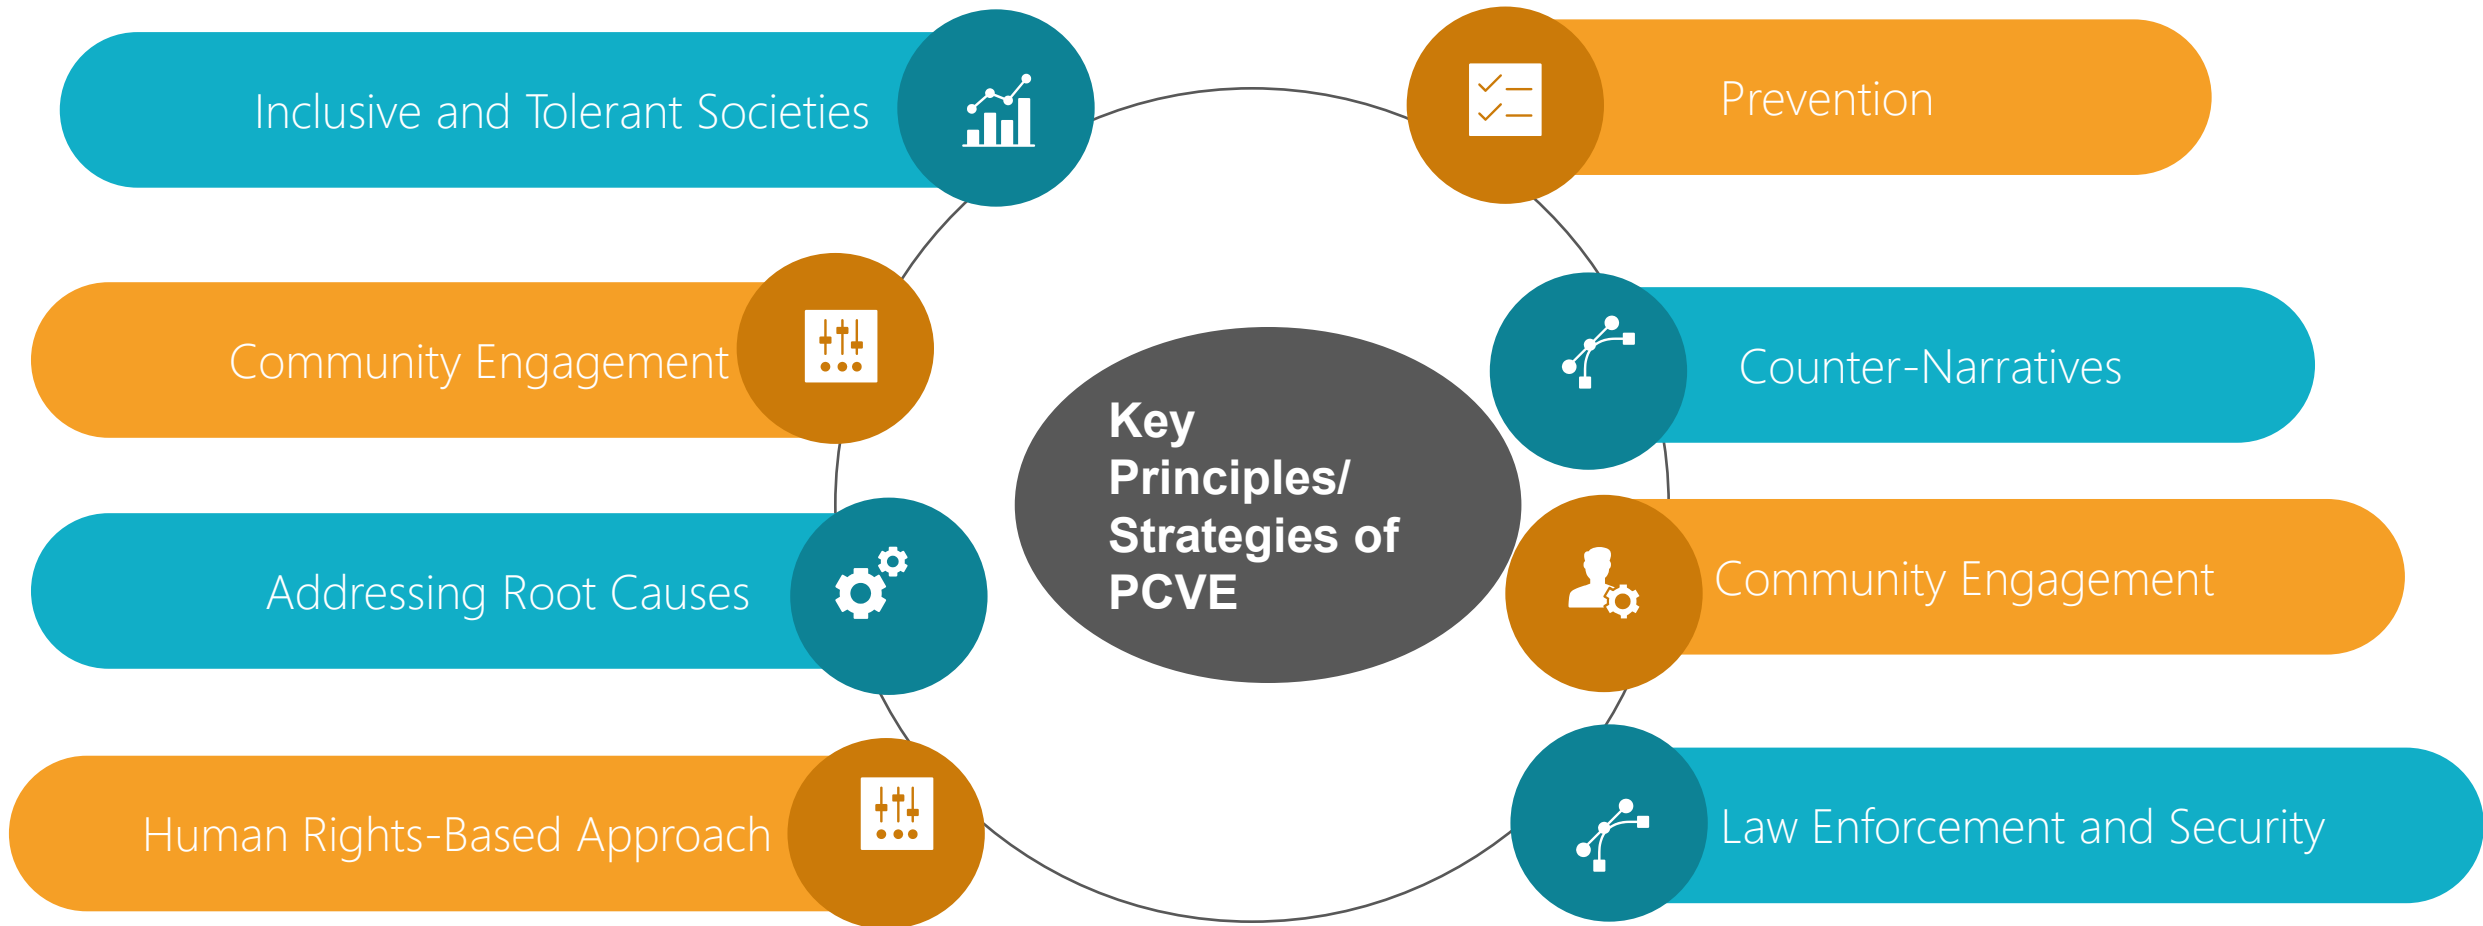 Inclusive and Tolerant Societies
Prevention
Community Engagement
Counter-Narratives
Key
Principles/
Strategies of
PCVE
Addressing Root Causes
Community Engagement
Human Rights-Based Approach
Law Enforcement and Security